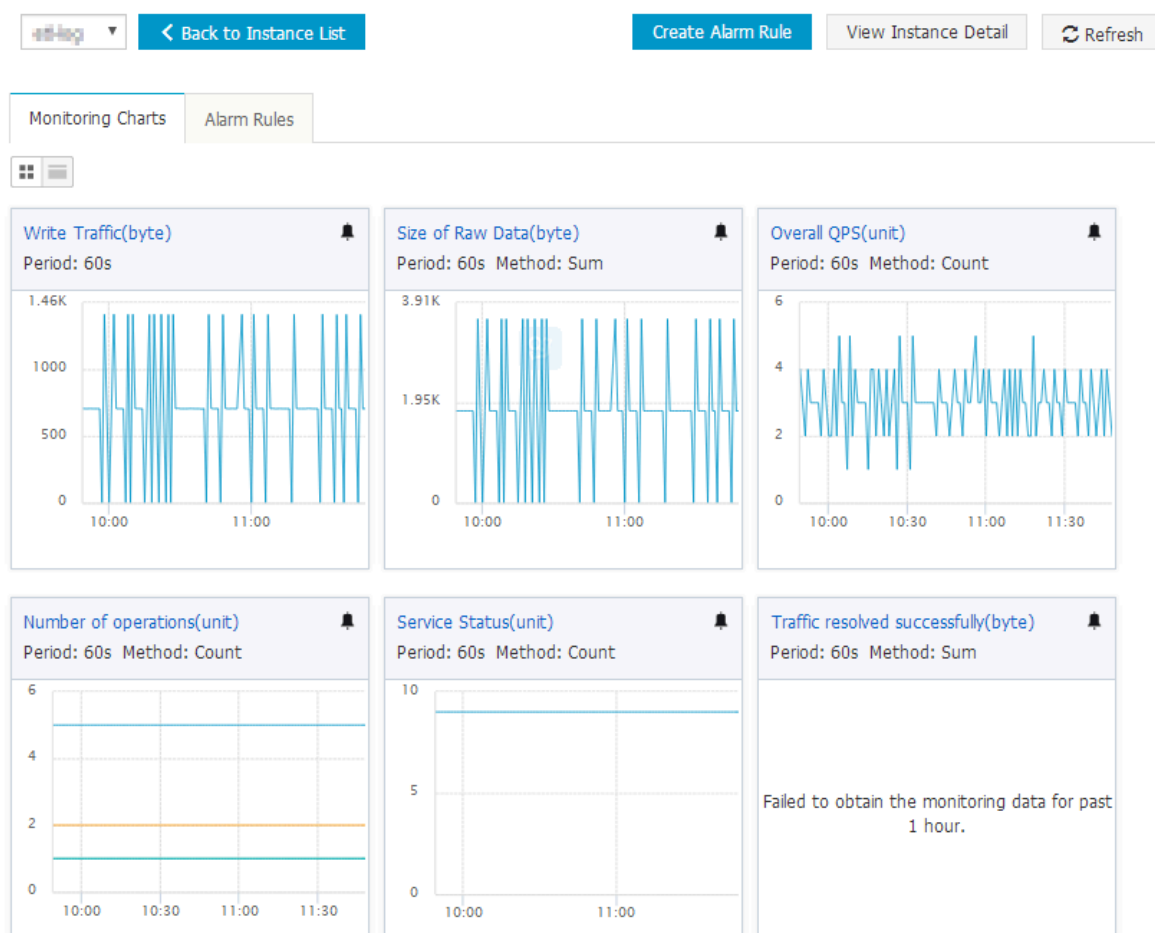 Back to Instance List
Create Alarm Rule
View Instance Detail
Refresh
Monitoring Charts
Alarm Rules
Write Traffic(byte)
Period: 60s
1.46K
1000
500
0
10:00 11:00
Size of Raw Data(byte)
Period: 60s Method: Sum
3.91K
1.95K
0
10:00 11:00
Overall QPS(unit)
Period: 60s Method: Count
6
4
2
0
10:00 10:30 11:00 11:30
Number of operations(unit)
Period: 60s Method: Count
6
4
2
0
10:00 10:30 11:00 11:30
Service Status(unit)
Period: 60s Method: Count
10
5
0
10:00 11:00
Traffic resolved successfully(byte)
Period: 60s Method: Sum
Failed to obtain the monitoring data for past
1 hour.